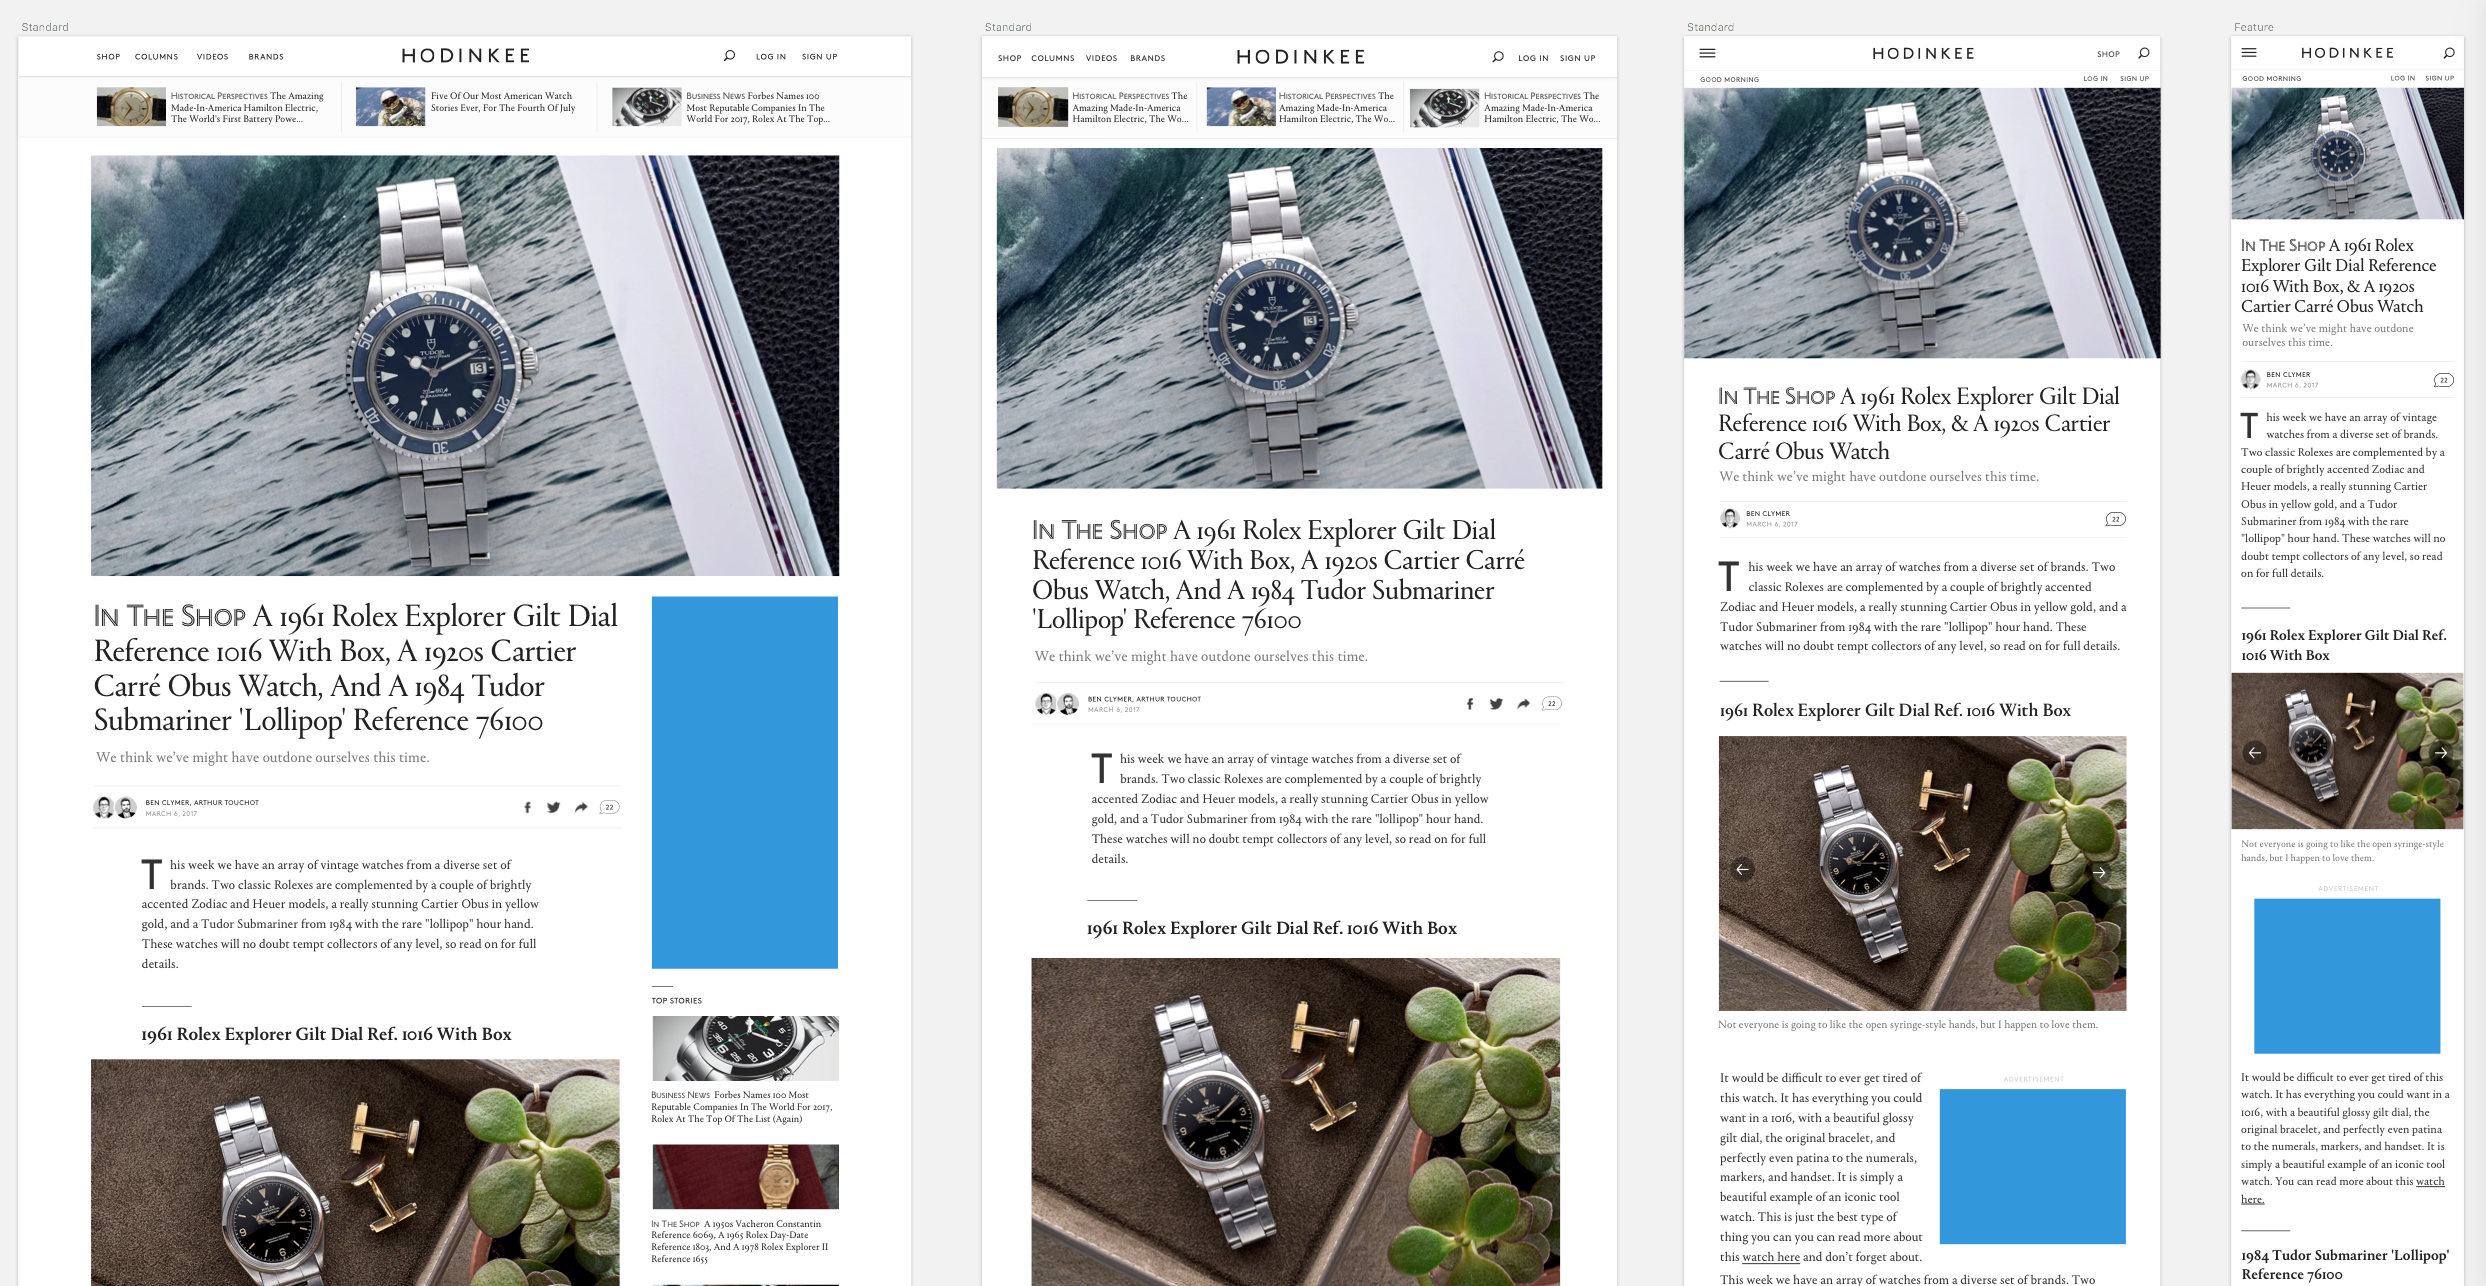 Standard
SHOP COLUMNS VIDEOS BRANDS
HODINKEE
LOG IN SIGN UP
HISTORICAL PERSPECTIVES The Amazing
Made-In-America Hamilton Electric,
The World's First Battery Powe...
Five Of Our Most American Watch
Stories Ever, For The Fourth Of July
BUSINESS NEWS Forbes Names 100
Most Reputable Companies In The
World For 2017, Rolex At The Top...
IN THE SHOP A 1961 Rolex Explorer Gilt Dial
Reference 1016 With Box, A 1920s Cartier
Carré Obus Watch, And A 1984 Tudor
Submariner 'Lollipop' Reference 76100
We think we've might have outdone ourselves this time.
BEN CLYMER, ARTHUR TOUCHOT
MARCH 6, 2017
22
This week we have an array of vintage watches from a diverse set of
brands. Two classic Rolexes are complemented by a couple of brightly
accented Zodiac and Heuer models, a really stunning Cartier Obus in yellow
gold, and a Tudor Submariner from 1984 with the rare "lollipop" hour hand.
These watches will no doubt tempt collectors of any level, so read on for full
details.
1961 Rolex Explorer Gilt Dial Ref. 1016 With Box
TOP STORIES
BUSINESS NEWS Forbes Names 100 Most
Reputable Companies In The World For 2017,
Rolex At The Top Of The List (Again)
IN THE SHOP A 1950s Vacheron Constantin
Reference 6069, A 1965 Rolex Day-Date
Reference 1803, And A 1978 Rolex Explorer II
Reference 1655
Standard
SHOP COLUMNS VIDEOS BRANDS
HODINKEE
LOG IN SIGN UP
HISTORICAL PERSPECTIVES The
Amazing Made-In-America
Hamilton Electric, The Wo...
HISTORICAL PERSPECTIVES The
Amazing Made-In-America
Hamilton Electric, The Wo...
HISTORICAL PERSPECTIVES The
Amazing Made-In-America
Hamilton Electric, The Wo...
IN THE SHOP A 1961 Rolex Explorer Gilt Dial
Reference 1016 With Box, A 1920s Cartier Carré
Obus Watch, And A 1984 Tudor Submariner
'Lollipop' Reference 76100
We think we've might have outdone ourselves this time.
BEN CLYMER, ARTHUR TOUCHOT
MARCH 6, 2017
22
This week we have an array of vintage watches from a diverse set of
brands. Two classic Rolexes are complemented by a couple of brightly
accented Zodiac and Heuer models, a really stunning Cartier Obus in yellow
gold, and a Tudor Submariner from 1984 with the rare "lollipop" hour hand.
These watches will no doubt tempt collectors of any level, so read on for full
details.
1961 Rolex Explorer Gilt Dial Ref. 1016 With Box
Standard
HODINKEE
SHOP
GOOD MORNING
LOG IN SIGN UP
IN THE SHOP A 1961 Rolex Explorer Gilt Dial
Reference 1016 With Box, & A 1920s Cartier
Carré Obus Watch
We think we've might have outdone ourselves this time.
BEN CLYMER
MARCH 6, 2017
22
This week we have an array of watches from a diverse set of brands. Two
classic Rolexes are complemented by a couple of brightly accented
Zodiac and Heuer models, a really stunning Cartier Obus in yellow gold, and a
Tudor Submariner from 1984 with the rare "lollipop" hour hand. These
watches will no doubt tempt collectors of any level, so read on for full details.
1961 Rolex Explorer Gilt Dial Ref. 1016 With Box
Not everyone is going to like the open syringe-style hands, but I happen to love them.
It would be difficult to ever get tired of
this watch. It has everything you could
want in a 1016, with a beautiful glossy
gilt dial, the original bracelet, and
perfectly even patina to the numerals,
markers, and handset. It is simply a
beautiful example of an iconic tool
watch. This is just the best type of
thing you can you can read more about
this watch here and don't forget about.
This week we have an array of watches from a diverse set of brands. Two
ADVERTISEMENT
Feature
HODINKEE
GOOD MORNING
LOG IN SIGN UP
IN THE SHOP A 1961 Rolex
Explorer Gilt Dial Reference
1016 With Box, & A 1920s
Cartier Carré Obus Watch
We think we've might have outdone
ourselves this time.
BEN CLYMER
MARCH 6, 2017
22
This week we have an array of vintage
watches from a diverse set of brands.
Two classic Rolexes are complemented by a
couple of brightly accented Zodiac and
Heuer models, a really stunning Cartier
Obus in yellow gold, and a Tudor
Submariner from 1984 with the rare
"lollipop" hour hand. These watches will no
doubt tempt collectors of any level, so read
on for full details.
1961 Rolex Explorer Gilt Dial Ref.
1016 With Box
Not everyone is going to like the open syringe-style
hands, but I happen to love them.
ADVERTISEMENT
It would be difficult to ever get tired of this
watch. It has everything you could want in a
1016, with a beautiful glossy gilt dial, the
original bracelet, and perfectly even patina
to the numerals, markers, and handset. It is
simply a beautiful example of an iconic tool
watch. You can read more about this watch
here.
1984 Tudor Submariner 'Lollipop'
Reference 76100